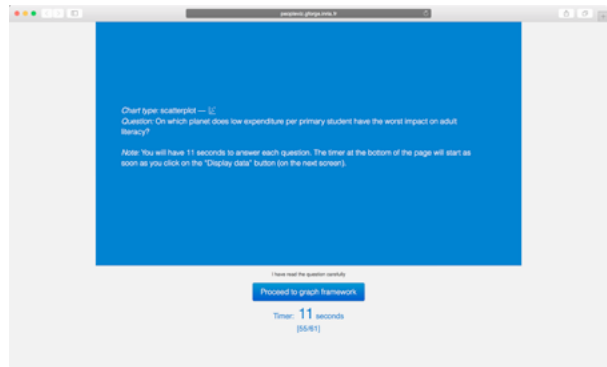 peoplevis.gforge.inria.fr
Chart type: scatterplot —
Question: On which planet does low expenditure per primary student have the worst impact on adult
literacy?
Note: You will have 11 seconds to answer each question. The timer at the bottom of the page will start as
soon as you click on the "Display data" button (on the next screen).
I have read the question carefully
Proceed to graph framework
Timer: 11 seconds
[55/61]